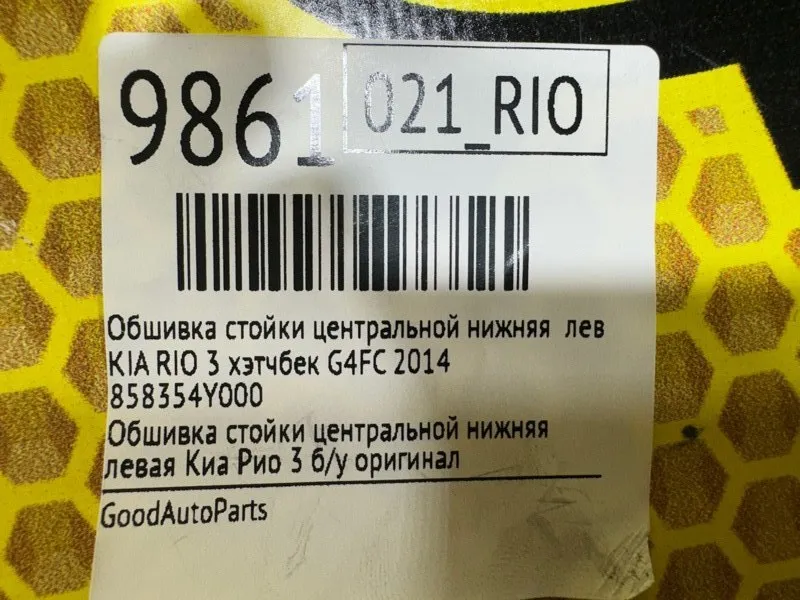 9861
021_RIO
Обшивка стойки центральной нижняя лев
KIA RIO 3 хэтчбек G4FC 2014
858354Y000
Обшивка стойки центральной нижняя
левая Киа Рио 3 б/у оригинал
GoodAutoParts